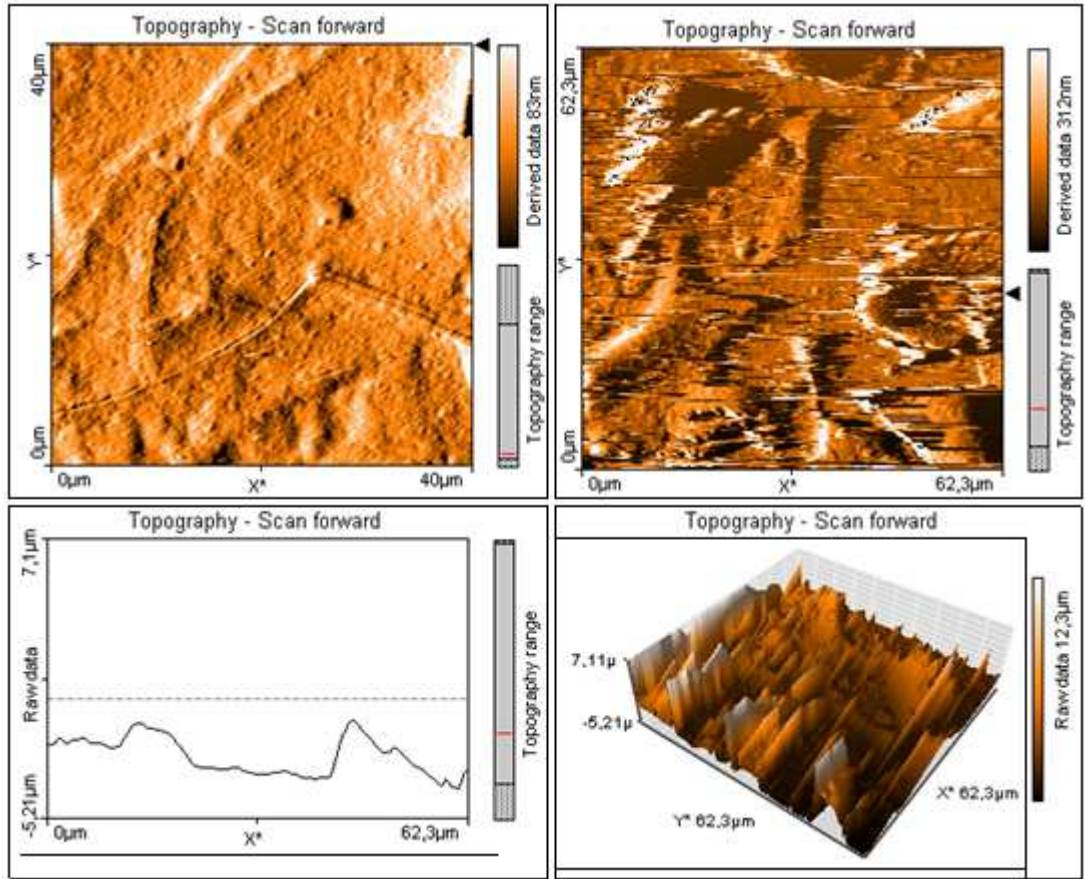 Topography - Scan forward
40µm
Y*
0µm
0µm
X*
40µm
Derived data 83nm
Topography range
Topography - Scan forward
62,3µm
Y*
0µm
0µm
X*
62,3µm
Derived data 312nm
Topography range
Topography - Scan forward
7,1µm
Raw data
-5,21µm
0µm
X*
62,3µm
Topography range
Topography - Scan forward
7,11µ
-5,21µ
Y* 62,3µm
X* 62,3µm
Raw data 12,3µm